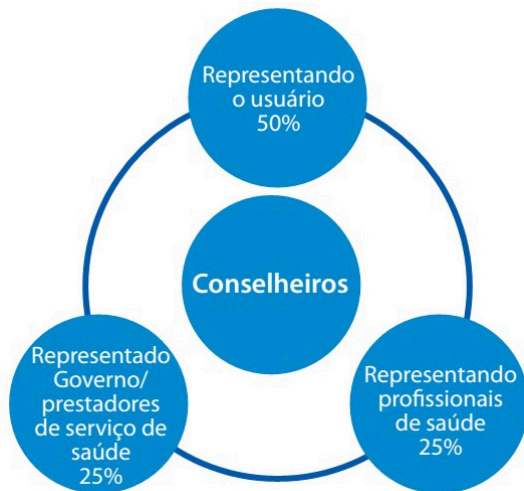 Representando
o usuário
50%
Conselheiros
Representado
Governo/
prestadores
de serviço de
saúde
25%
Representando
profissionais
de saúde
25%